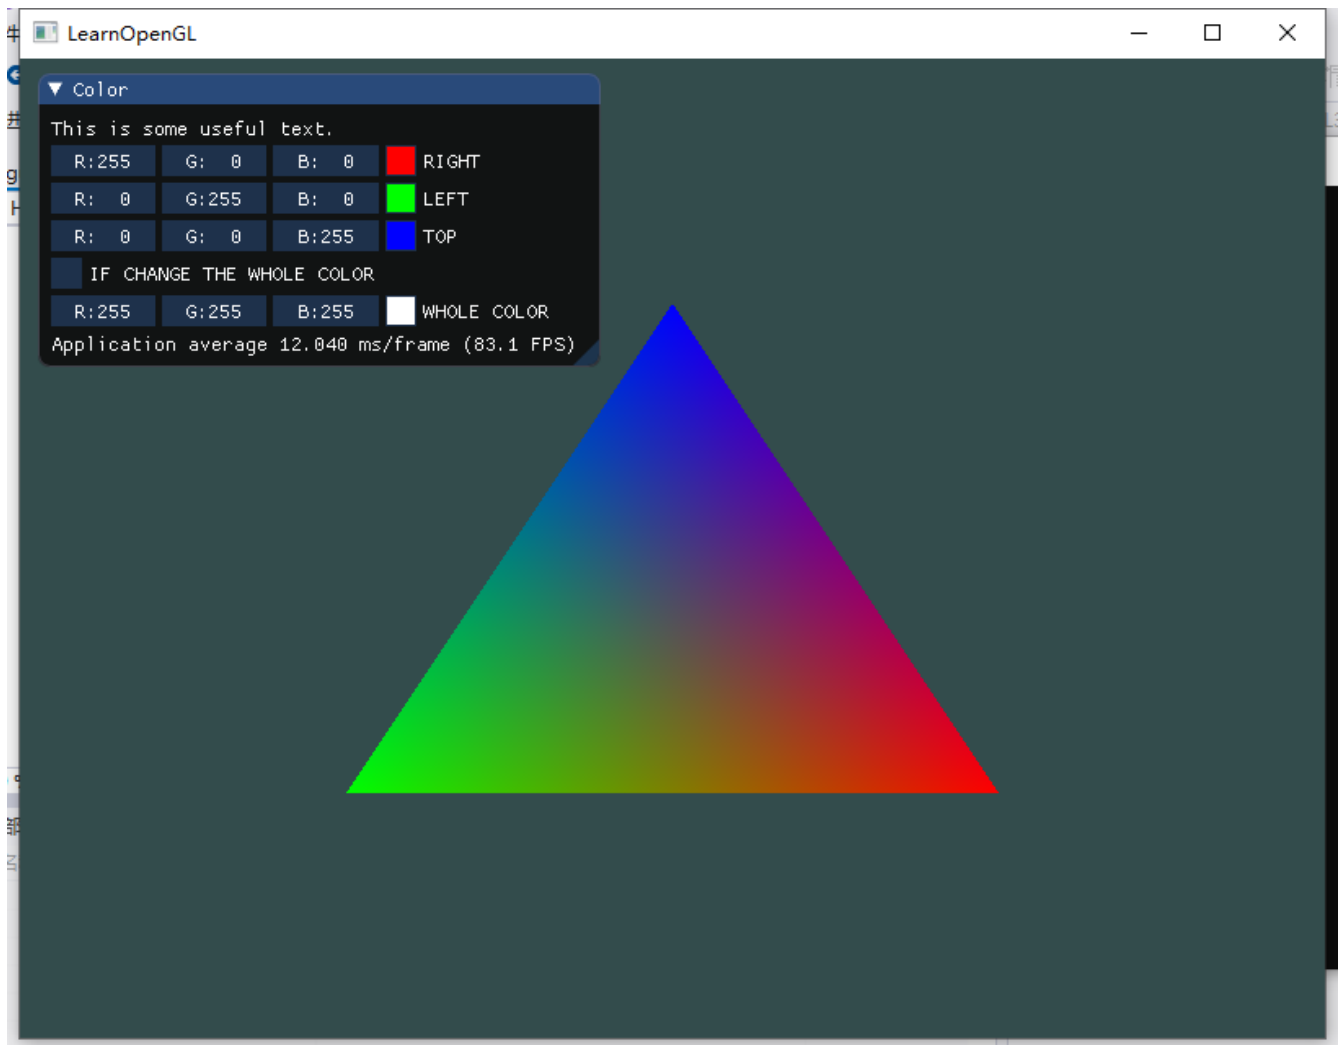 LearnOpenGL
Color
This is some useful text.
R:255 G: 0 B: 0 RIGHT
R: 0 G:255 B: 0 LEFT
R: 0 G: 0 B:255 TOP
IF CHANGE THE WHOLE COLOR
R:255 G:255 B:255 WHOLE COLOR
Application average 12.040 ms/frame (83.1 FPS)